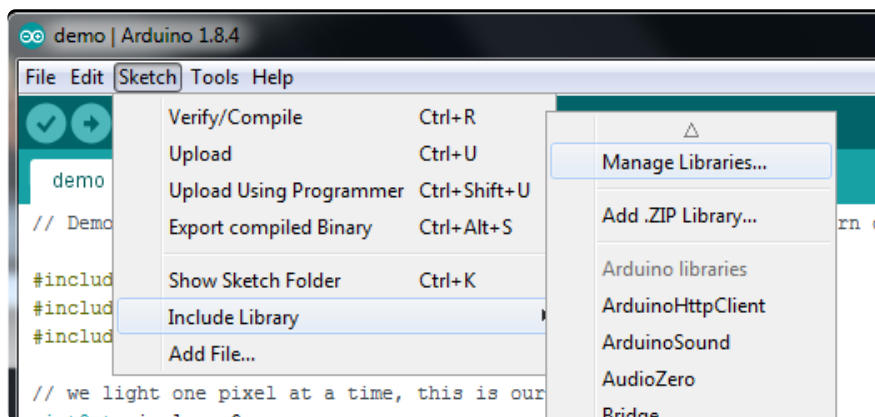 demo | Arduino 1.8.4
File Edit Sketch Tools Help
Verify/Compile Ctrl+R
Upload Ctrl+U
Upload Using Programmer Ctrl+Shift+U
Export compiled Binary Ctrl+Alt+S
Show Sketch Folder Ctrl+K
Include Library
Add File...
Manage Libraries...
Add .ZIP Library...
Arduino libraries
ArduinoHttpClient
ArduinoSound
AudioZero
Bridge
demo
// Demo
rn
#includ
#includ
#includ
// we light one pixel at a time, this is our